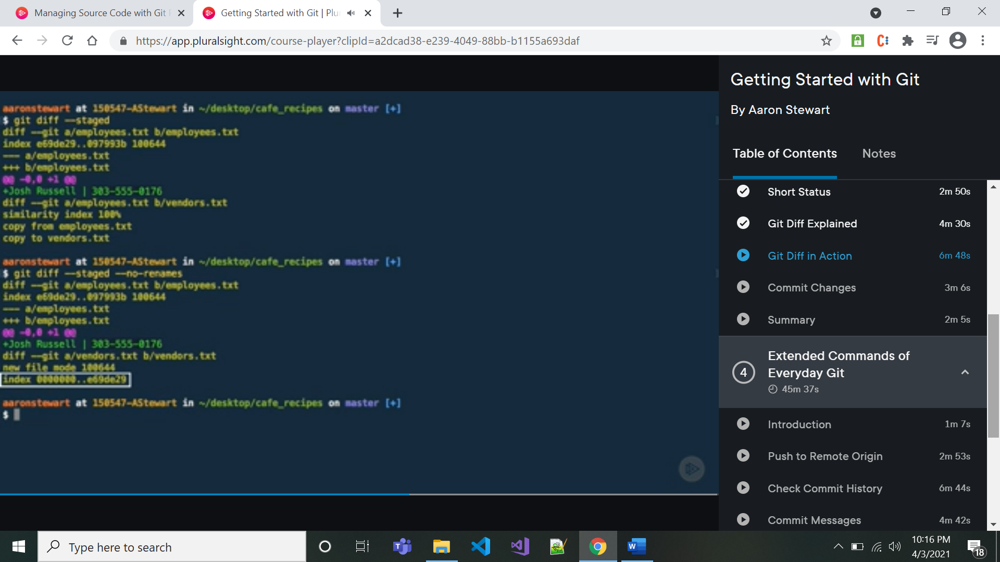 Managing Source Code with Git
Getting Started with Git | Plu
https://app.pluralsight.com/course-player?clipId=a2dcad38-e239-4049-88bb-b1155a693daf
aaronstewart at 150547-AStewart in ~/desktop/cafe_recipes on master [+]
$ git diff --staged
diff --git a/employees.txt b/employees.txt
index e69de29..097993b 100644
--- a/employees.txt
+++ b/employees.txt
@@ -0,0 +1 @@
+Josh Russell | 303-555-0176
diff --git a/employees.txt b/vendors.txt
similarity index 100%
copy from employees.txt
copy to vendors.txt
aaronstewart at 150547-AStewart in ~/desktop/cafe_recipes on master [+]
$ git diff --staged --no-renames
diff --git a/employees.txt b/employees.txt
index e69de29..097993b 100644
--- a/employees.txt
+++ b/employees.txt
@@ -0,0 +1 @@
+Josh Russell | 303-555-0176
diff --git a/vendors.txt b/vendors.txt
new file mode 100644
index 0000000..e69de29
aaronstewart at 150547-AStewart in ~/desktop/cafe_recipes on master [+]
$
Getting Started with Git
By Aaron Stewart
Table of Contents Notes
Short Status 2m 50s
Git Diff Explained 4m 30s
Git Diff in Action 6m 48s
Commit Changes 3m 6s
Summary 2m 5s
4
Extended Commands of
Everyday Git
45m 37s
Introduction 1m 7s
Push to Remote Origin 2m 53s
Check Commit History 6m 44s
Commit Messages 4m 42s
Type here to search
10:16 PM
4/3/2021
18